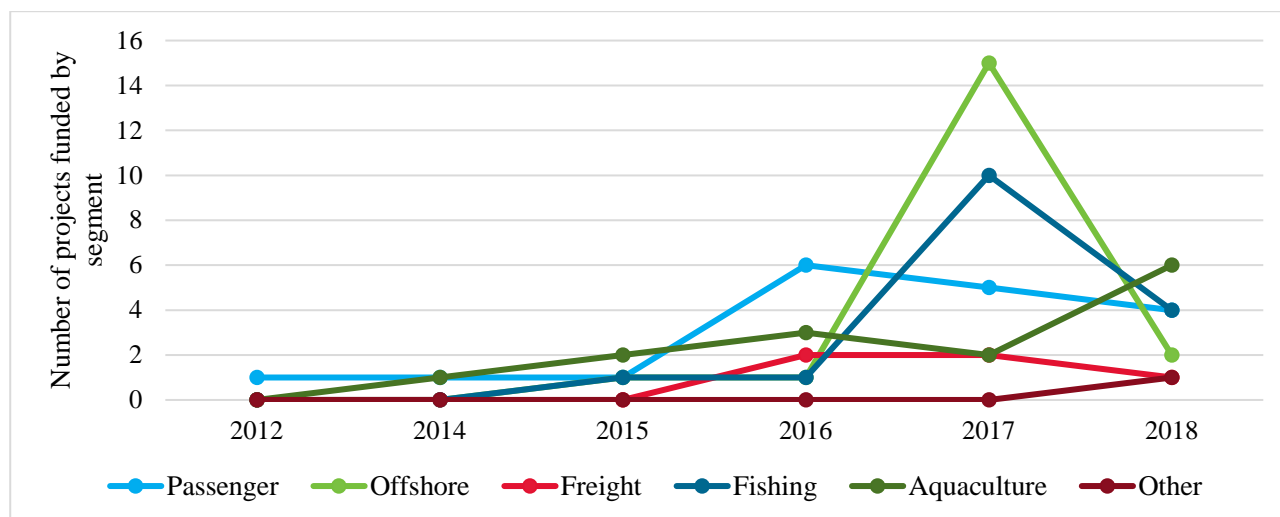 Number of projects funded by
segment
16
14
12
10
8
6
4
2
0
2012 2014 2015 2016 2017 2018
Passenger Offshore Freight Fishing Aquaculture Other